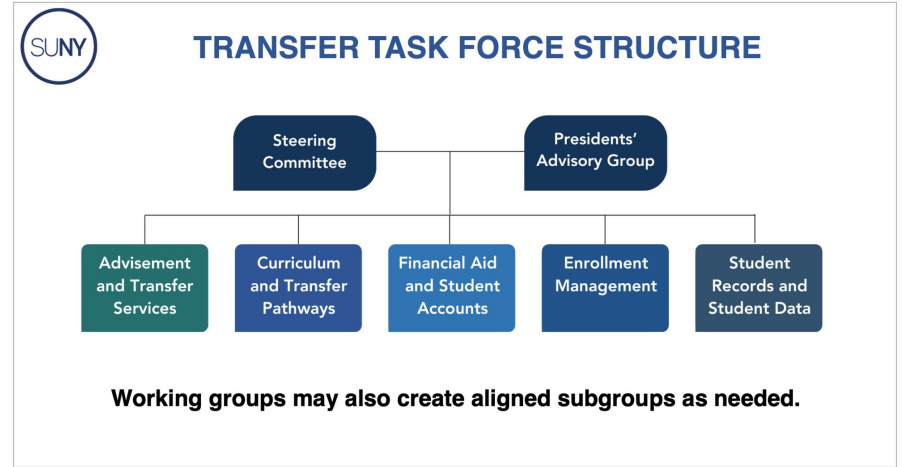 SUNY
TRANSFER TASK FORCE STRUCTURE
Steering
Committee
Presidents'
Advisory Group
Advisement
and Transfer
Services
Curriculum
and Transfer
Pathways
Financial Aid
and Student
Accounts
Enrollment
Management
Student
Records and
Student Data
Working groups may also create aligned subgroups as needed.